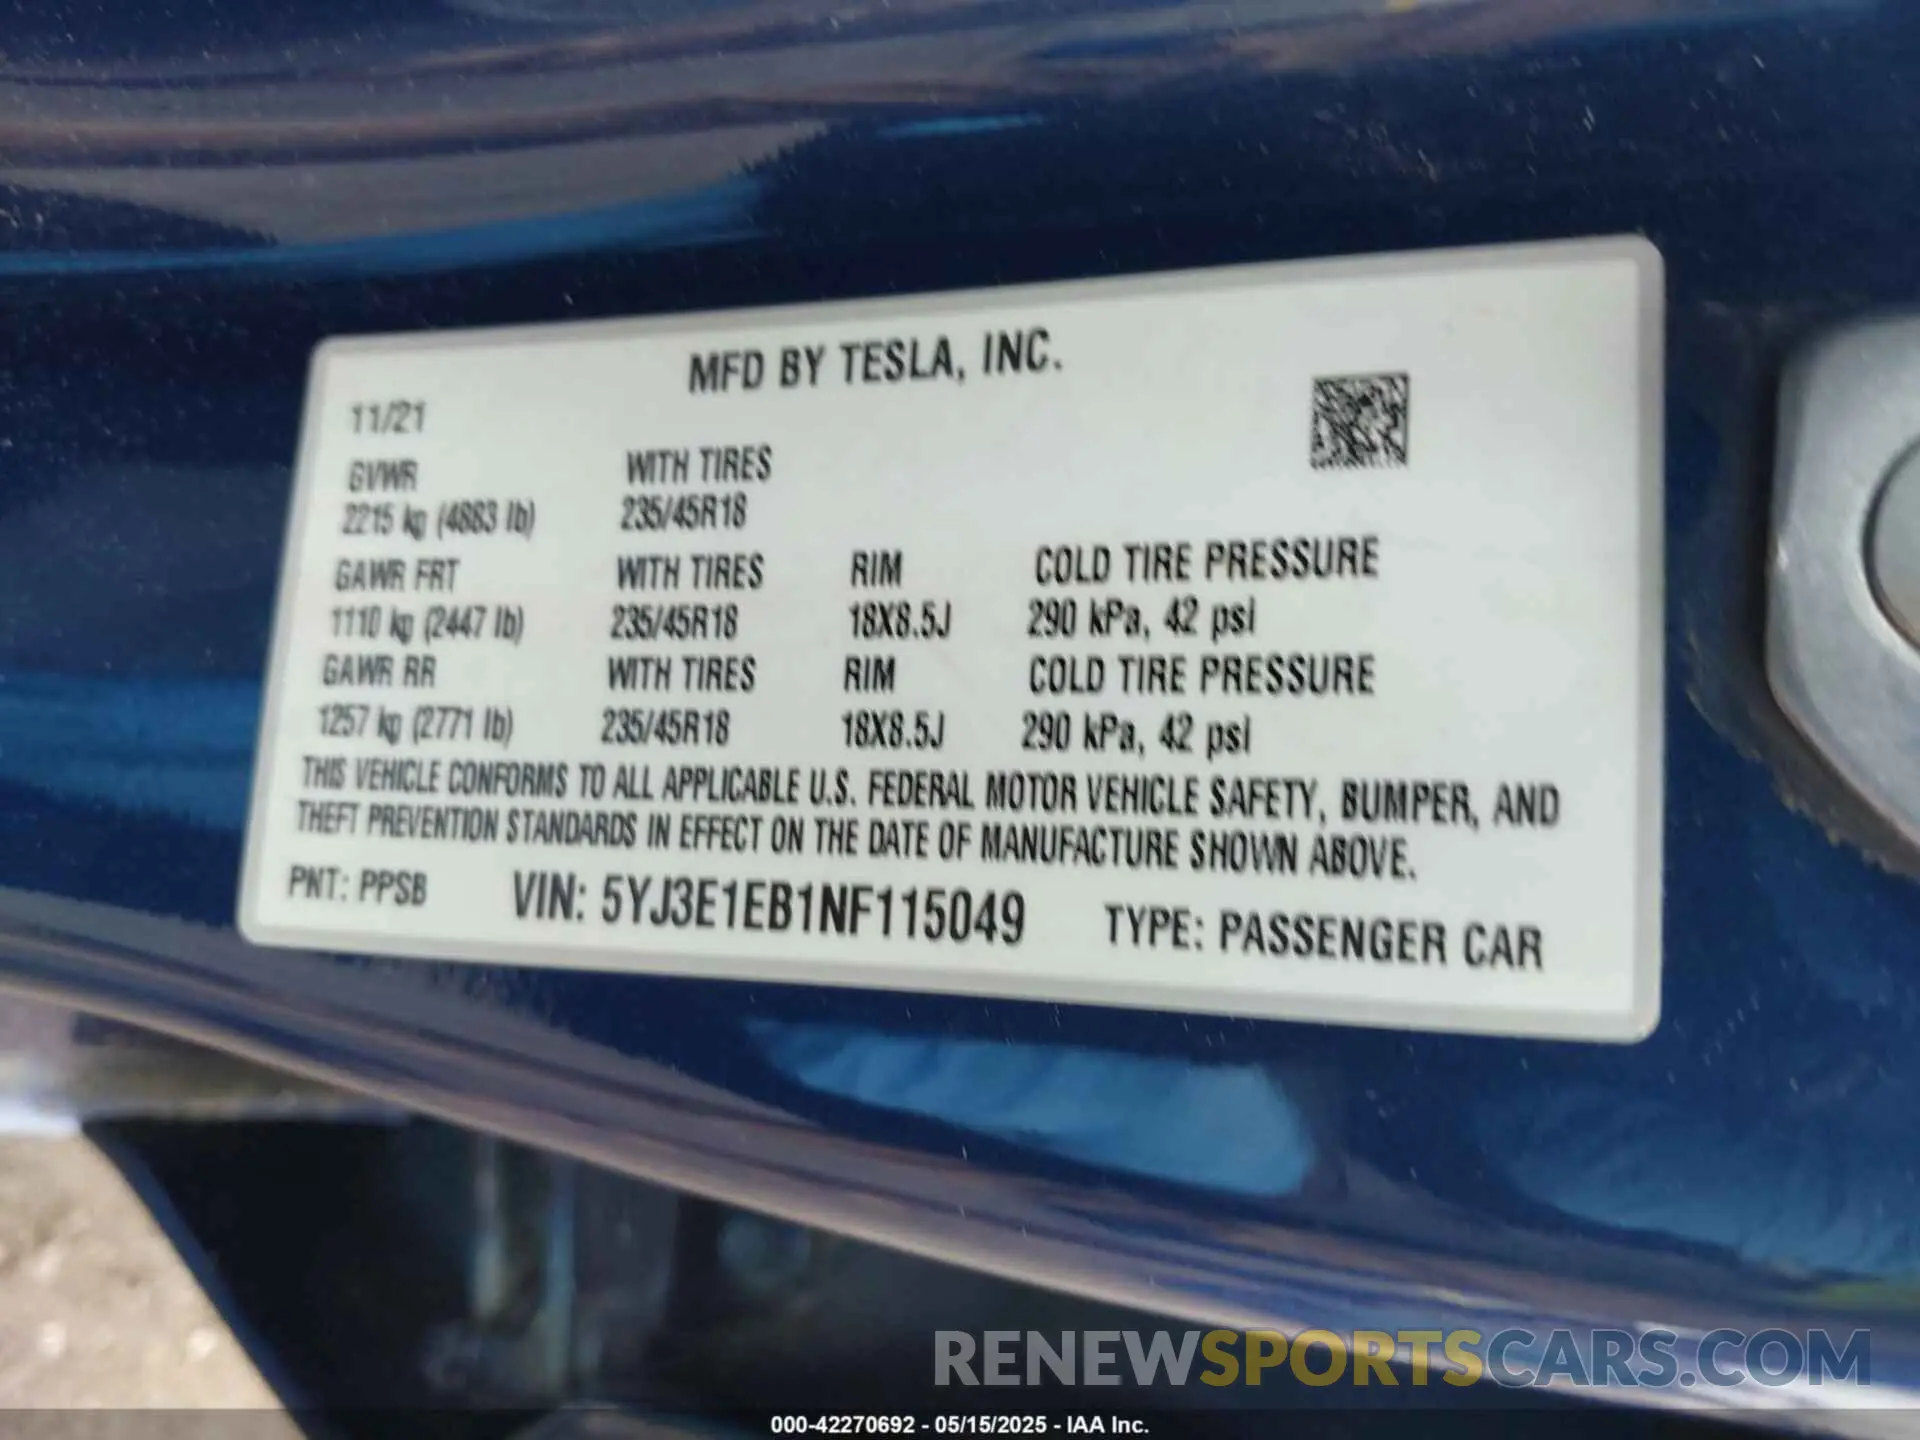 MFD BY TESLA, INC.
11/21
GVWR WITH TIRES
2215 kg (4883 lb) 235/45R18
GAWR FRT WITH TIRES RIM COLD TIRE PRESSURE
1110 kg (2447 lb) 235/45R18 18X8.5J 290 kPa, 42 psi
GAWR RR WITH TIRES RIM COLD TIRE PRESSURE
1257 kg (2771 lb) 235/45R18 18X8.5J 290 kPa, 42 psi
THIS VEHICLE CONFORMS TO ALL APPLICABLE U.S. FEDERAL MOTOR VEHICLE SAFETY, BUMPER, AND
THEFT PREVENTION STANDARDS IN EFFECT ON THE DATE OF MANUFACTURE SHOWN ABOVE.
PNT: PPSB VIN: 5YJ3E1EB1NF115049 TYPE: PASSENGER CAR
RENEWSPORTSCARS.COM
000-42270692 - 05/15/2025 - IAA Inc.